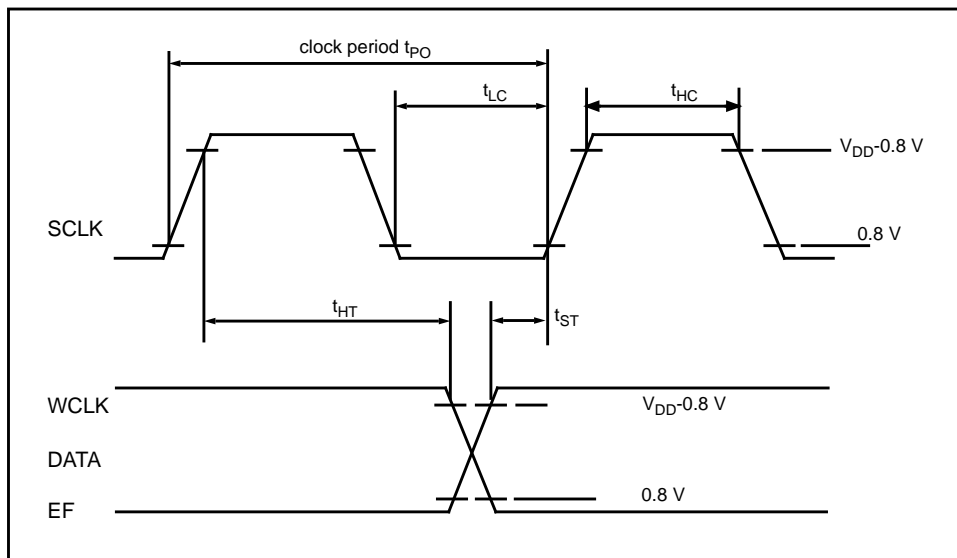 clock period tPO
tLC
tHC
VDD-0.8 V
SCLK
0.8 V
tHT
tST
WCLK
VDD-0.8 V
DATA
0.8 V
EF